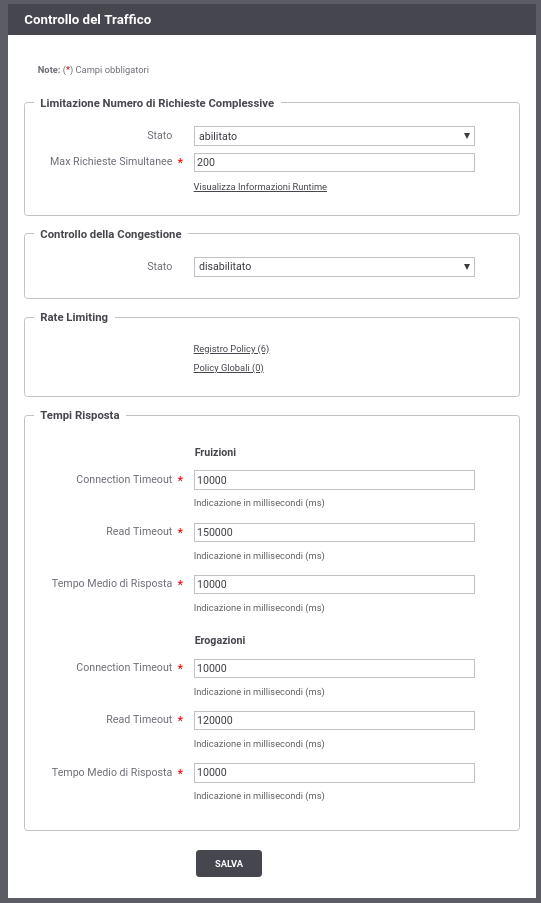 Controllo del Traffico
Note: (*) Campi obbligatori
Limitazione Numero di Richieste Complessive
Stato abilitato ▼
Max Richieste Simultanee * 200
Visualizza Informazioni Runtime
Controllo della Congestione
Stato disabilitato ▼
Rate Limiting
Registro Policy (6)
Policy Globali (0)
Tempi Risposta
Fruizioni
Connection Timeout * 10000
Indicazione in millisecondi (ms)
Read Timeout * 150000
Indicazione in millisecondi (ms)
Tempo Medio di Risposta * 10000
Indicazione in millisecondi (ms)
Erogazioni
Connection Timeout * 10000
Indicazione in millisecondi (ms)
Read Timeout * 120000
Indicazione in millisecondi (ms)
Tempo Medio di Risposta * 10000
Indicazione in millisecondi (ms)
SALVA